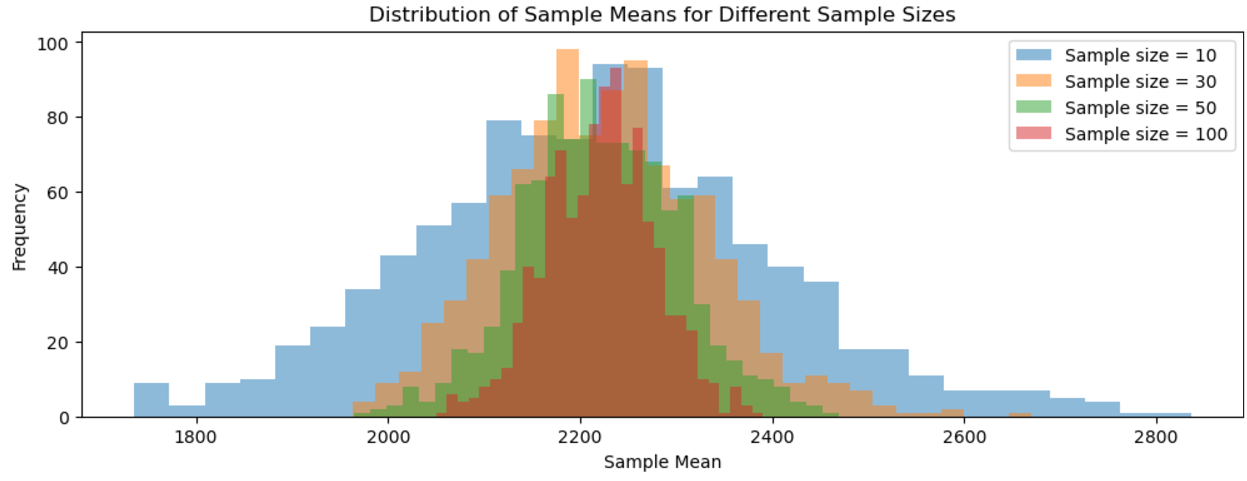 Distribution of Sample Means for Different Sample Sizes
100
80
60
40
20
0
Frequency
Sample size = 10
Sample size = 30
Sample size = 50
Sample size = 100
1800 2000 2200 2400 2600 2800
Sample Mean